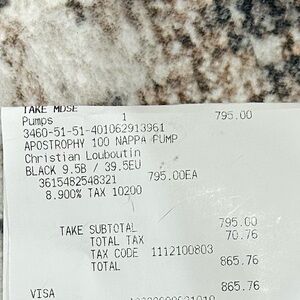 TAKE MDSE
Pumps 1 795.00
3460-51-51-401062913961
APOSTROPHY 100 NAPPA PUMP
Christian Louboutin
BLACK 9.5B / 39.5EU
3615482548321 795.00EA
8.900% TAX 10200
TAKE SUBTOTAL 795.00
TOTAL TAX 70.76
TAX CODE 1112100803
TOTAL 865.76
VISA 865.76